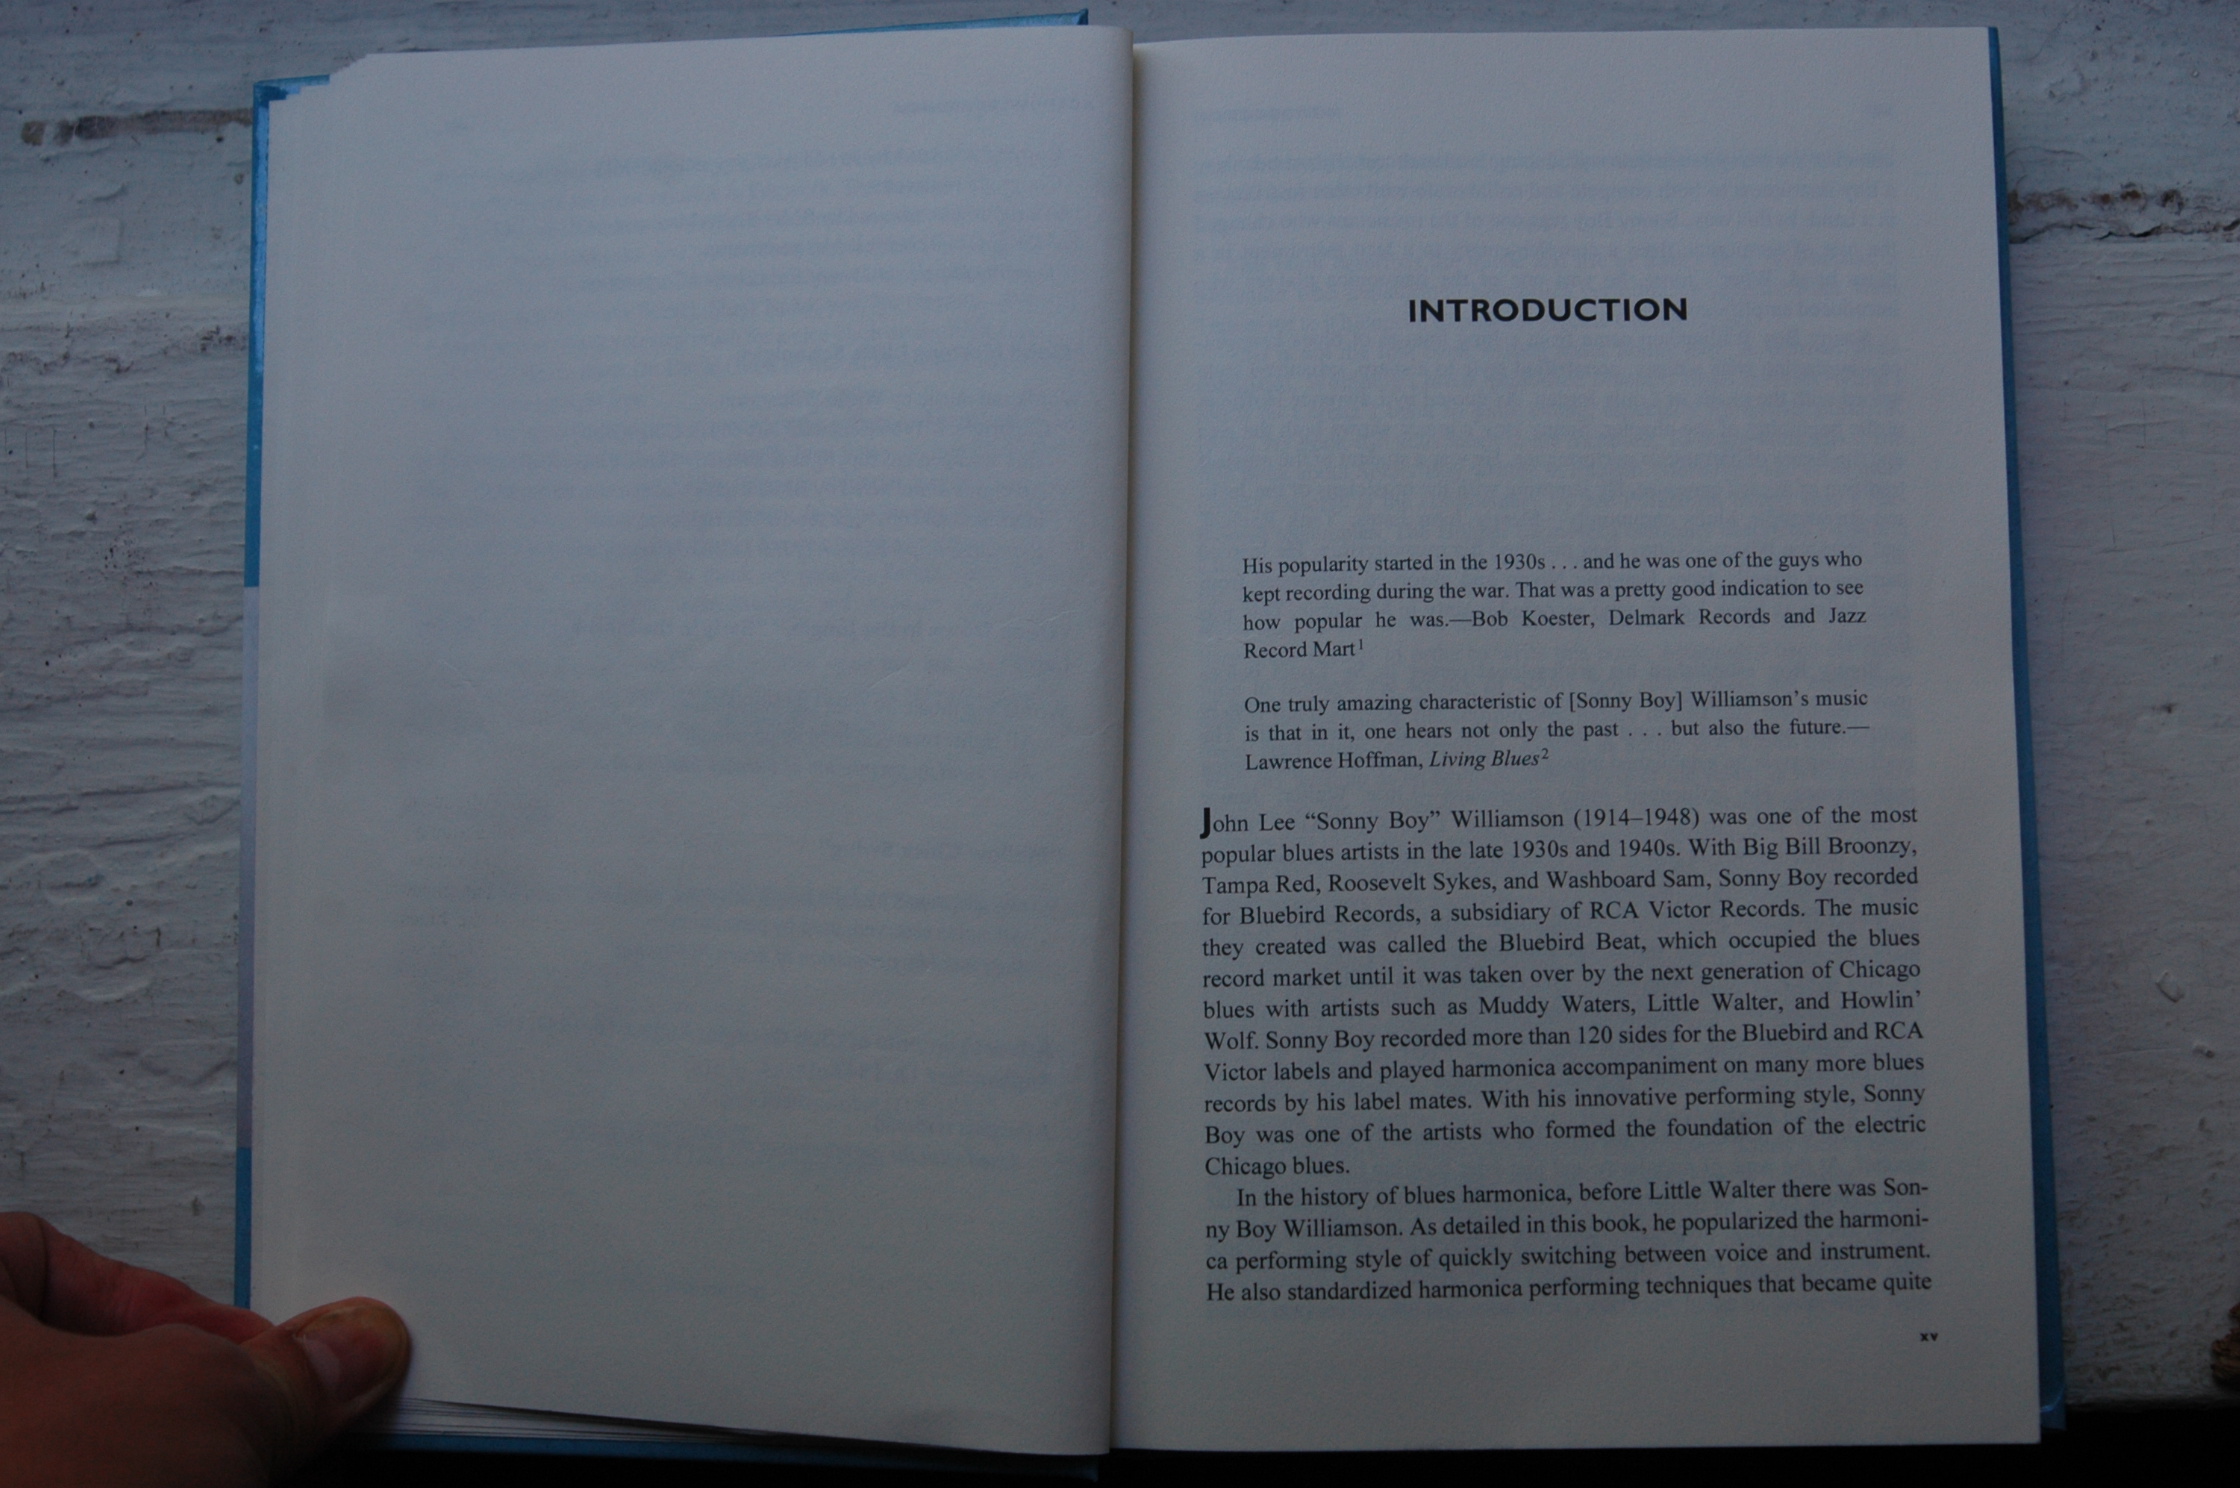 INTRODUCTION
His popularity started in the 1930s . . . and he was one of the guys who
kept recording during the war. That was a pretty good indication to see
how popular he was.—Bob Koester, Delmark Records and Jazz
Record Mart1
One truly amazing characteristic of [Sonny Boy] Williamson's music
is that in it, one hears not only the past . . . but also the future.—
Lawrence Hoffman, Living Blues2
John Lee “Sonny Boy” Williamson (1914–1948) was one of the most
popular blues artists in the late 1930s and 1940s. With Big Bill Broonzy,
Tampa Red, Roosevelt Sykes, and Washboard Sam, Sonny Boy recorded
for Bluebird Records, a subsidiary of RCA Victor Records. The music
they created was called the Bluebird Beat, which occupied the blues
record market until it was taken over by the next generation of Chicago
blues with artists such as Muddy Waters, Little Walter, and Howlin’
Wolf. Sonny Boy recorded more than 120 sides for the Bluebird and RCA
Victor labels and played harmonica accompaniment on many more blues
records by his label mates. With his innovative performing style, Sonny
Boy was one of the artists who formed the foundation of the electric
Chicago blues.
In the history of blues harmonica, before Little Walter there was Son-
ny Boy Williamson. As detailed in this book, he popularized the harmoni-
ca performing style of quickly switching between voice and instrument.
He also standardized harmonica performing techniques that became quite
xv